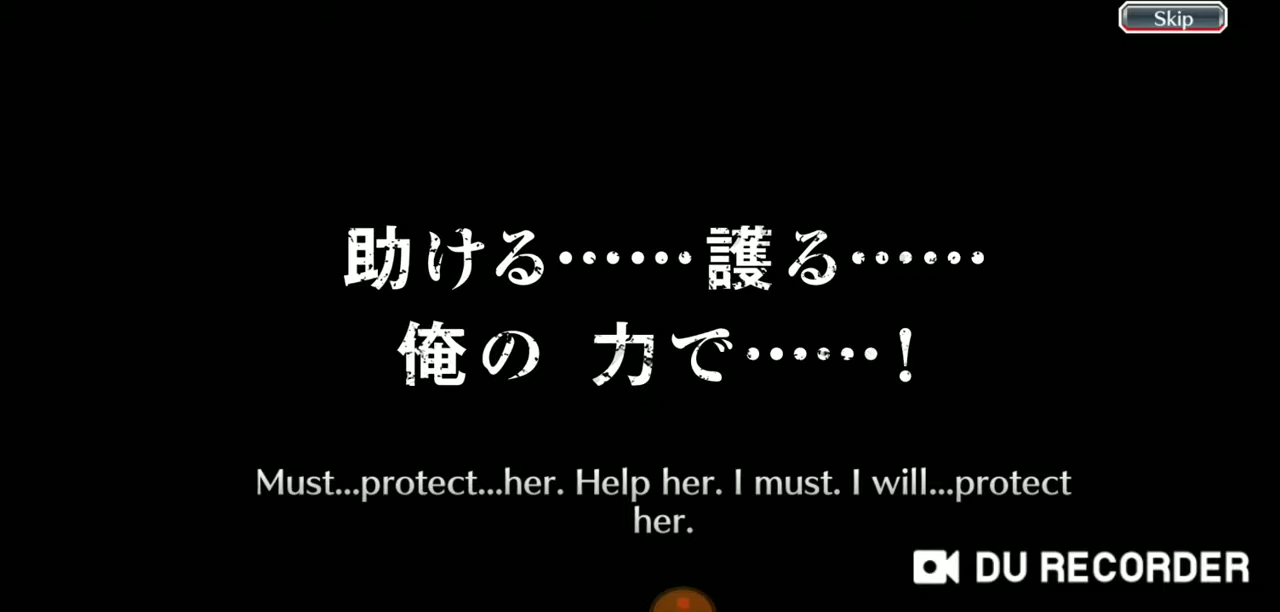 Skip
助ける……護る……
俺の 力で……！
Must...protect...her. Help her. I must. I will...protect
her.
DU RECORDER